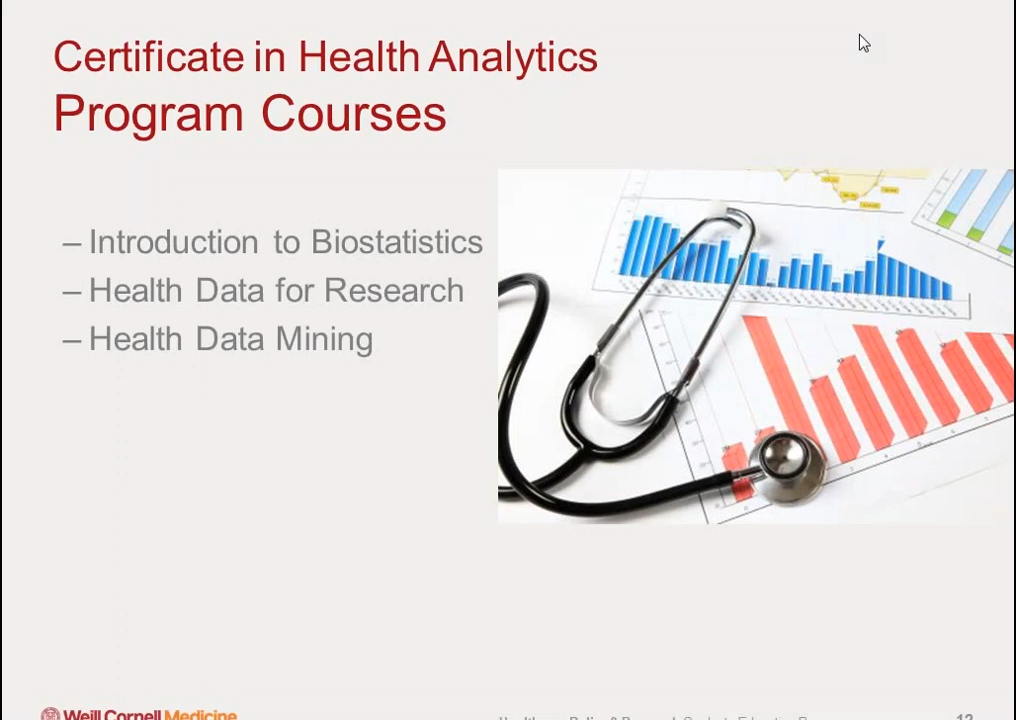 Certificate in Health Analytics
Program Courses
– Introduction to Biostatistics
– Health Data for Research
– Health Data Mining
Weill Cornell Medicine
12